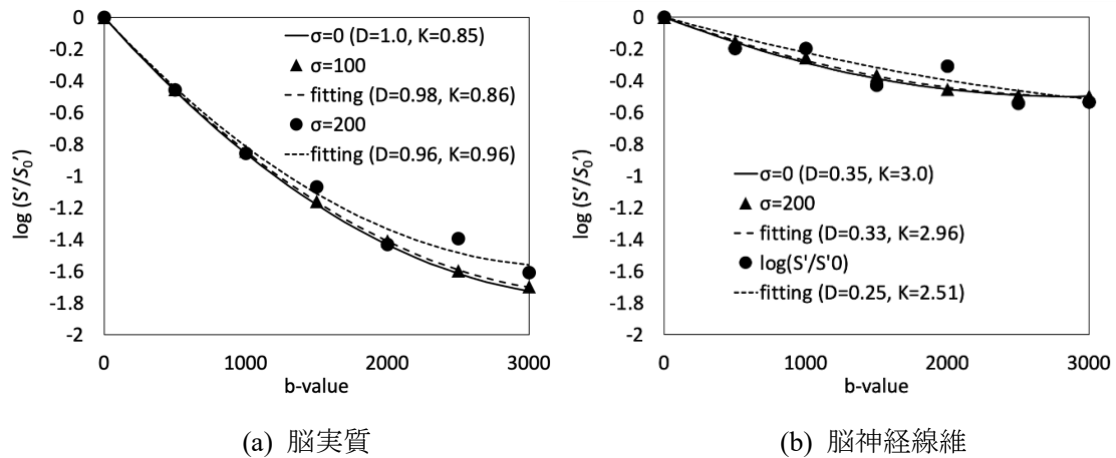 0
-0.2
-0.4
-0.6
-0.8
-1
-1.2
-1.4
-1.6
-1.8
-2
log (S'/S₀')
0
1000
2000
3000
b-value
σ=0 (D=1.0, K=0.85)
σ=100
fitting (D=0.98, K=0.86)
σ=200
fitting (D=0.96, K=0.96)
(a) 脳実質
0
-0.2
-0.4
-0.6
-0.8
-1
-1.2
-1.4
-1.6
-1.8
-2
log (S'/S₀')
0
1000
2000
3000
b-value
σ=0 (D=0.35, K=3.0)
σ=200
fitting (D=0.33, K=2.96)
log(S'/S'0)
fitting (D=0.25, K=2.51)
(b) 脳神経線維